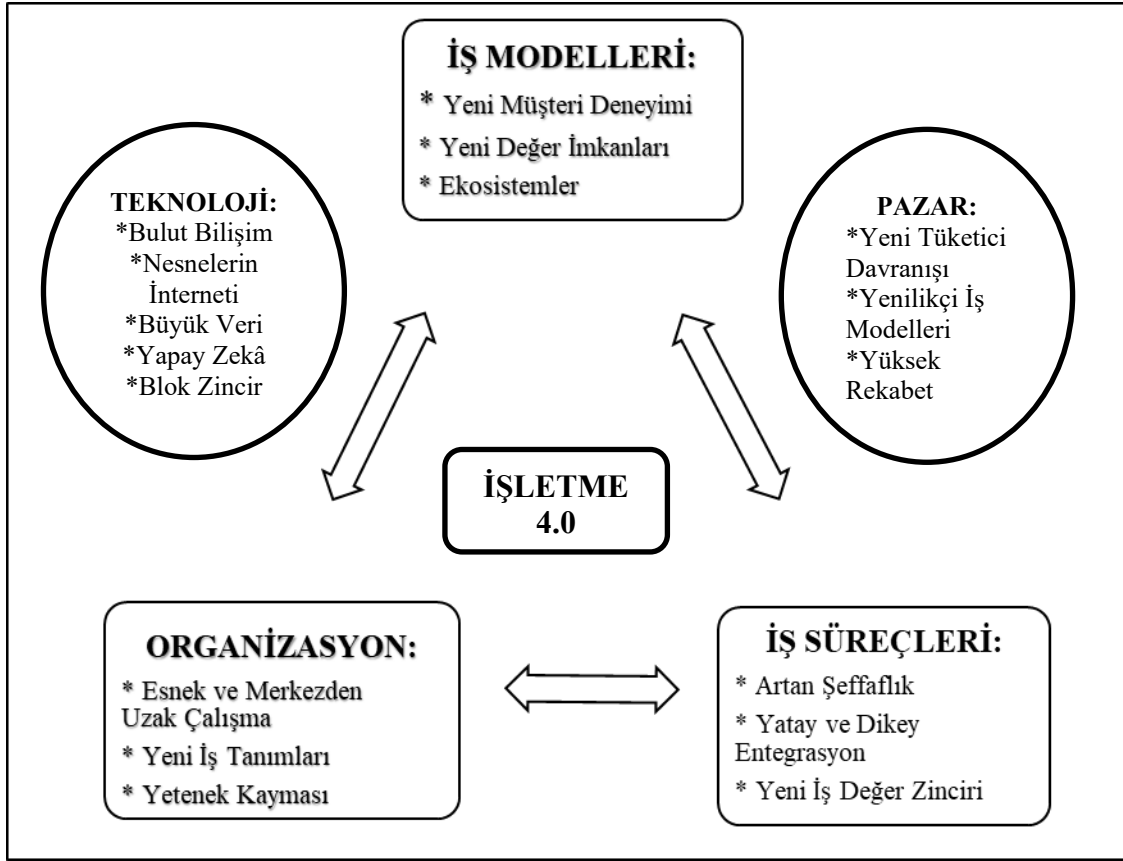 İŞ MODELLERİ:
* Yeni Müşteri Deneyimi
* Yeni Değer İmkanları
* Ekosistemler
TEKNOLOJİ:
*Bulut Bilişim
*Nesnelerin
İnterneti
*Büyük Veri
*Yapay Zekâ
*Blok Zincir
PAZAR:
*Yeni Tüketici
Davranışı
*Yenilikçi İş
Modelleri
*Yüksek
Rekabet
İŞLETME
4.0
ORGANİZASYON:
* Esnek ve Merkezden
Uzak Çalışma
* Yeni İş Tanımları
* Yetenek Kayması
İŞ SÜREÇLERİ:
* Artan Şeffaflık
* Yatay ve Dikey
Entegrasyon
* Yeni İş Değer Zinciri